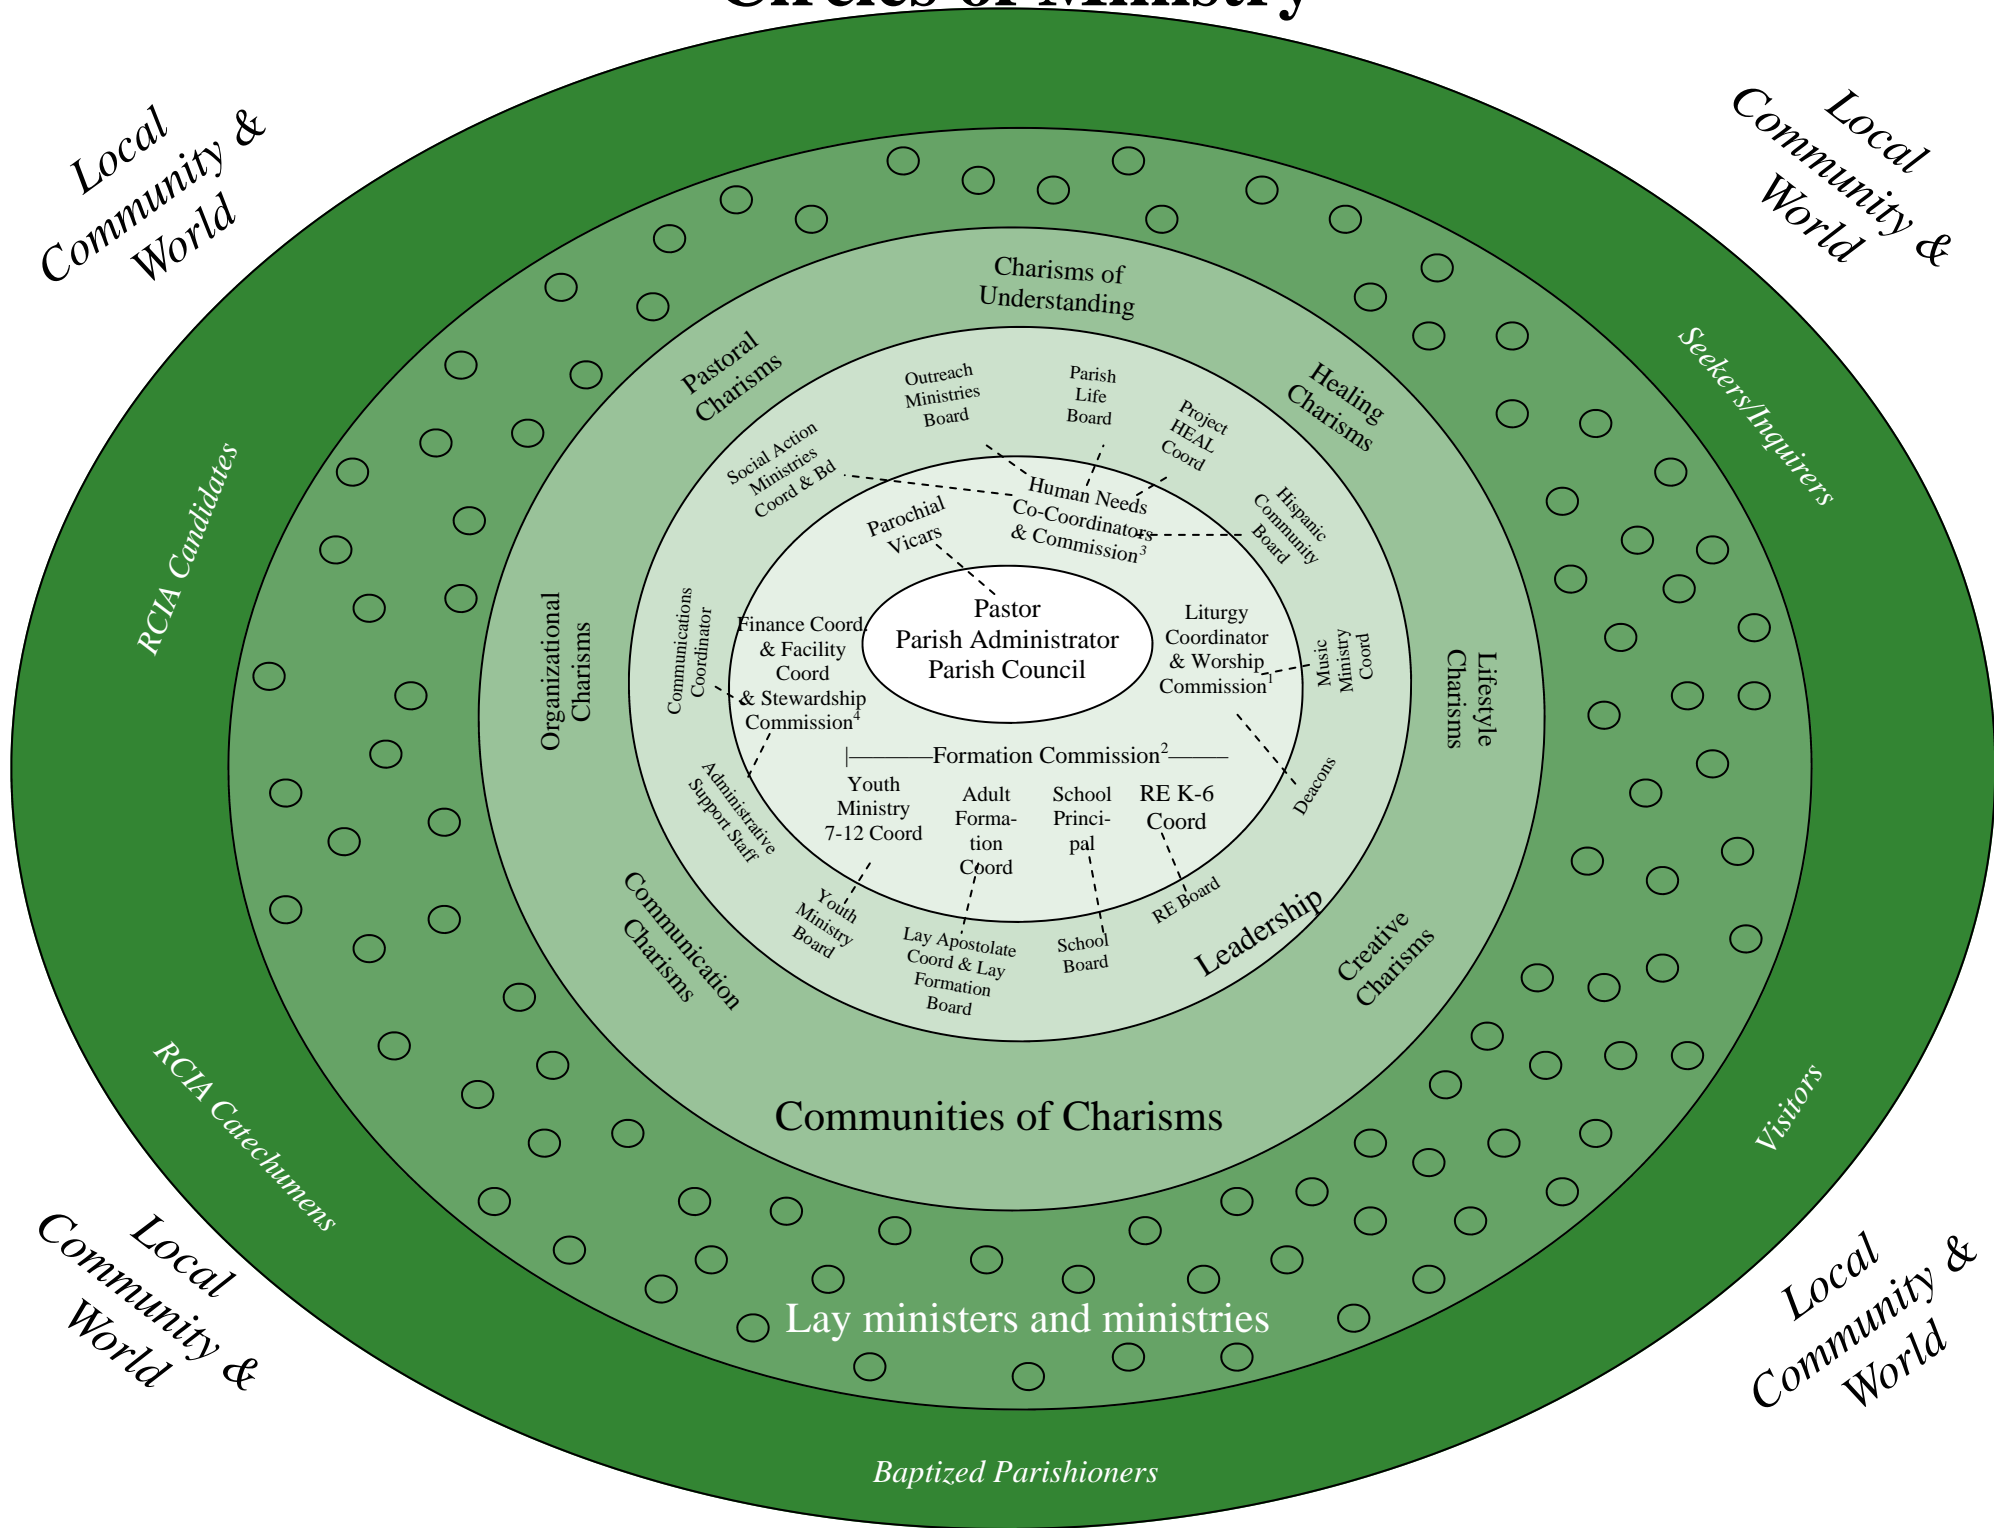 Circles of Ministry
Local
Community &
World
Local
Community &
World
Seekers/Inquirers
RCIA Candidates
Charisms of
Understanding
Pastoral
Charisms
Healing
Charisms
Outreach
Ministries
Board
Parish
Life
Board
Project
HEAL
Coord
Social Action
Ministries
Coord & Bd
Hispanic
Community
Board
Human Needs
Co-Coordinators
& Commission3
Parochial
Vicars
Organizational
Charisms
Communications
Coordinator
Finance Coord.
& Facility
Coord
& Stewardship
Commission4
Pastor
Parish Administrator
Parish Council
Liturgy
Coordinator
& Worship
Commission1
Music
Ministry
Coord
Lifestyle
Charisms
|———Formation Commission2——
Youth
Ministry
7-12 Coord
Adult
Forma-
tion
Coord
School
Princi-
pal
RE K-6
Coord
Deacons
Administrative
Support Staff
Youth
Ministry
Board
Lay Apostolate
Coord & Lay
Formation
Board
School
Board
RE Board
Leadership
Communication
Charisms
Creative
Charisms
Communities of Charisms
RCIA Catechumens
Visitors
Lay ministers and ministries
Local
Community &
World
Local
Community &
World
Baptized Parishioners